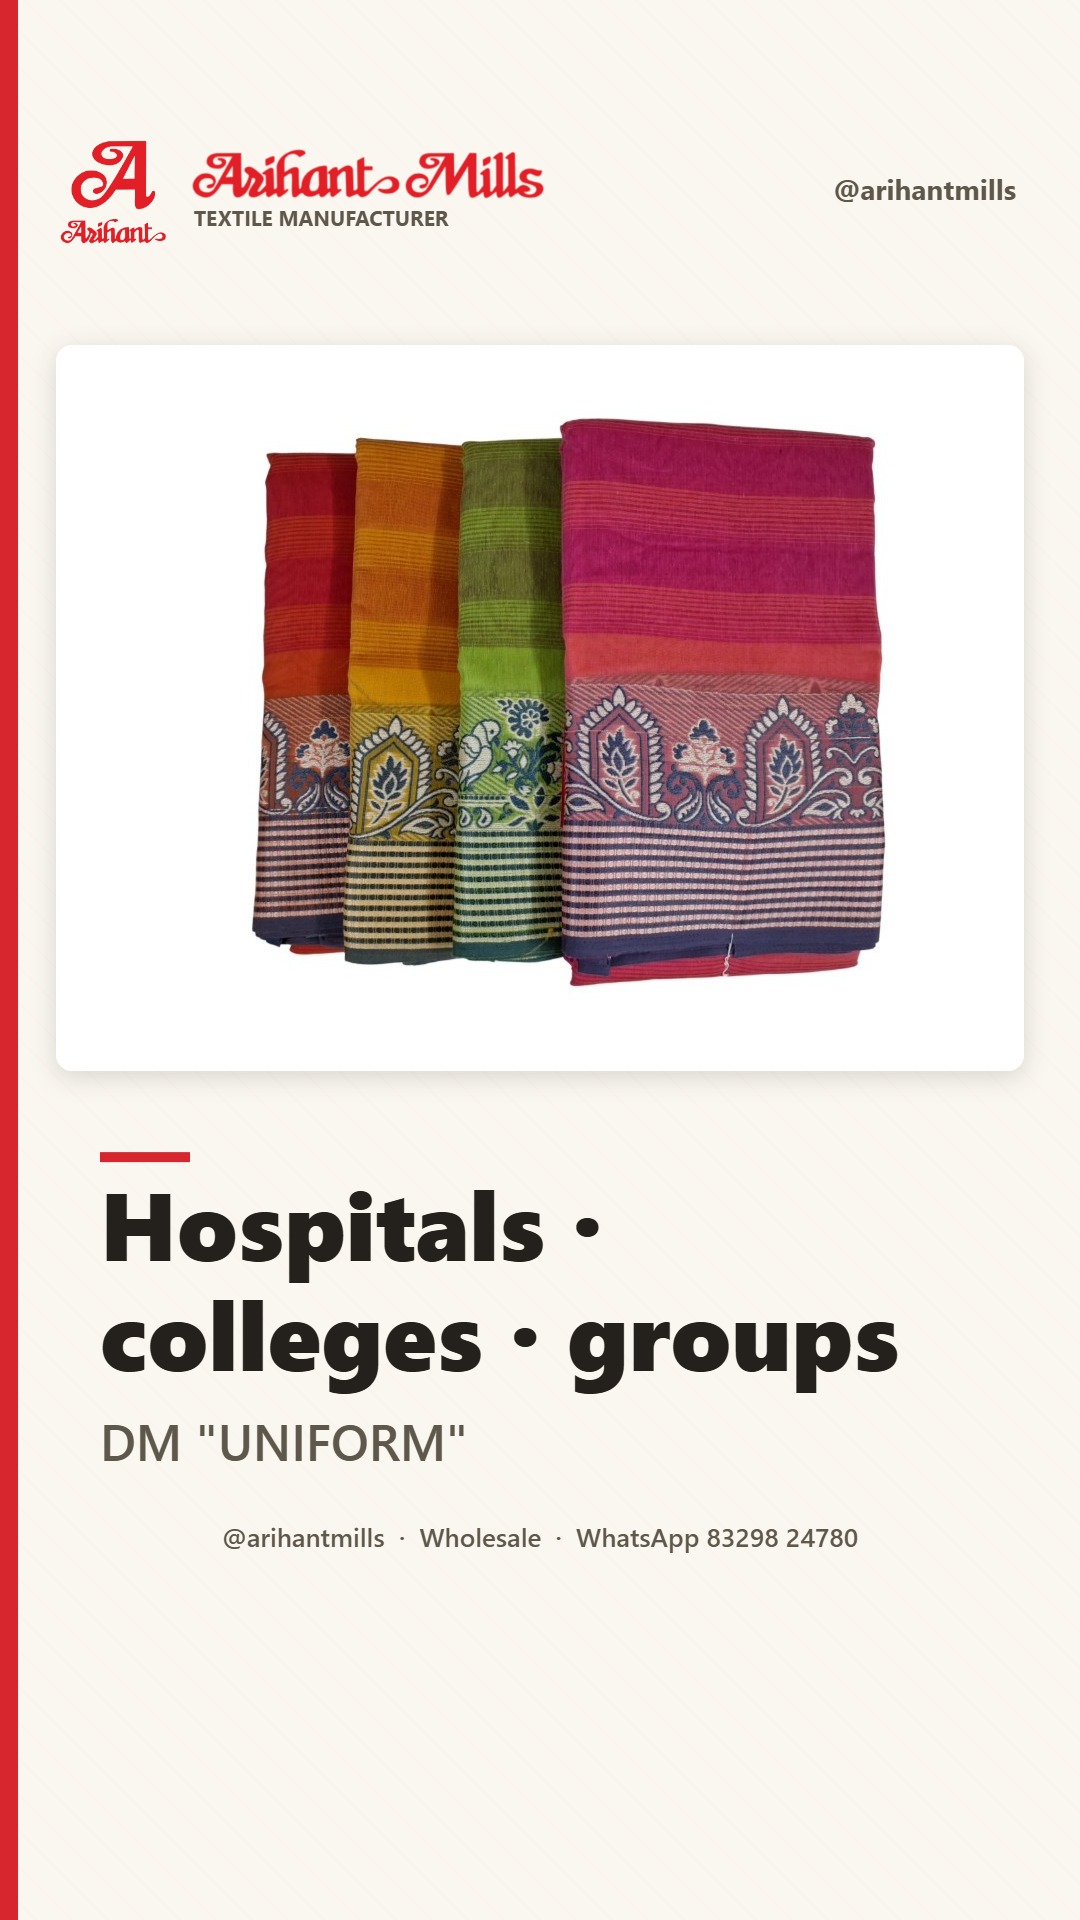 A
Arihant
Arihant Mills
TEXTILE MANUFACTURER
@arihantmills
Hospitals ·
colleges · groups
DM "UNIFORM"
@arihantmills · Wholesale · WhatsApp 83298 24780